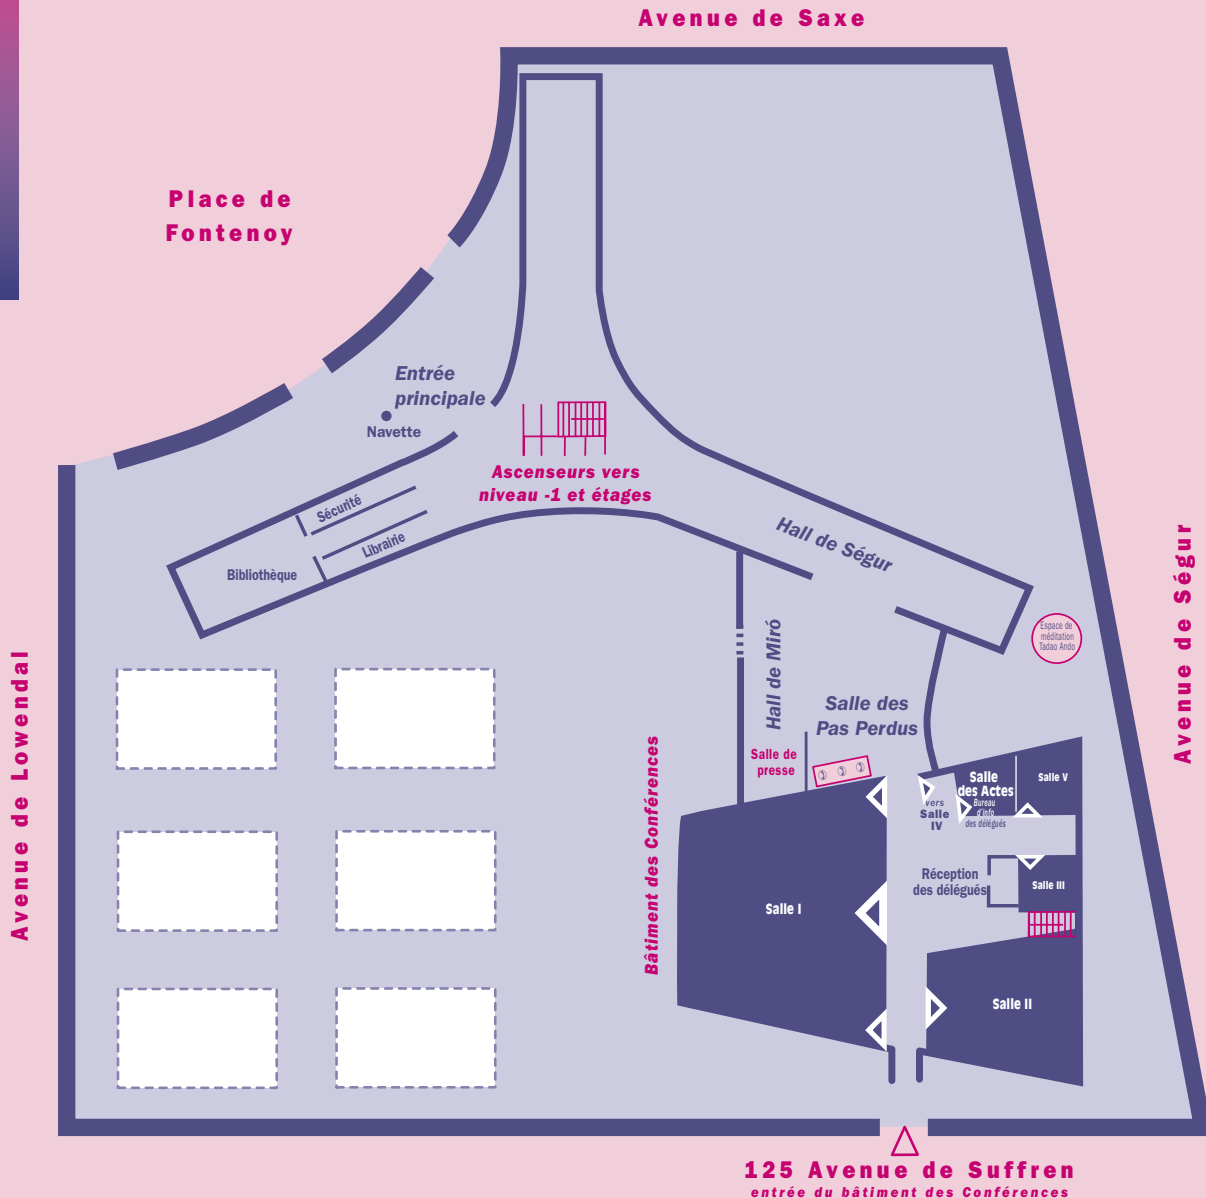 Avenue de Saxe
Place de
Fontenoy
Entrée
principale
Navette
Ascenseurs vers
niveau -1 et étages
Sécurité
Librairie
Bibliothèque
Hall de Ségur
Avenue de Ségur
Espace de
méditation
Tadao Ando
Hall de Miró
Salle des
Pas Perdus
Salle de
presse
Avenue de Lowendal
Bâtiment des Conférences
Salle
des Actes
Bureau
d'info
des délégués
Salle V
vers
Salle
IV
Réception
des délégués
Salle III
Salle I
Salle II
125 Avenue de Suffren
entrée du bâtiment des Conférences